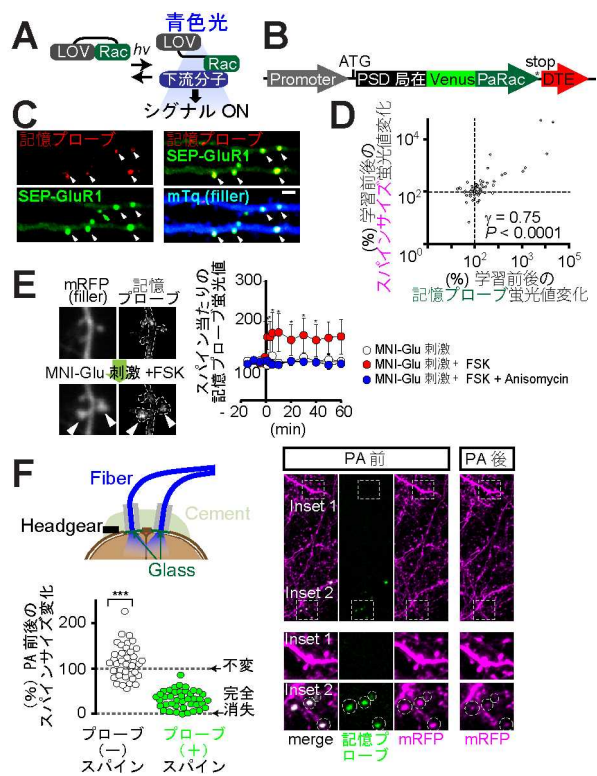 A
LOV
Rac
hν
青色光
LOV
Rac
下流分子
シグナル ON
B
Promoter
ATG
PSD 局在
Venus
PaRac
stop
*
DTE
C
記憶プローブ
SEP-GluR1
SEP-GluR1
mTq (filler)
D
(%) 学習前後の
スパインサイズ蛍光値変化
10⁴
10²
10⁰
γ = 0.75
P < 0.0001
10⁰
10²
10⁵
(%) 学習前後の
記憶プローブ蛍光値変化
E
mRFP
(filler)
記憶
プローブ
MNI-Glu 刺激 +FSK
スパイン当たりの
記憶プローブ蛍光値
300
200
100
- 20
0
20
40
60
(min)
MNI-Glu 刺激
MNI-Glu 刺激 + FSK
MNI-Glu 刺激 + FSK + Anisomycin
F
Fiber
Cement
Headgear
Glass
(%) PA 前後の
スパインサイズ変化
200
100
0
***
不変
完全
消失
プローブ
(ー)
スパイン
プローブ
(+)
スパイン
PA 前
PA 後
Inset 1
Inset 2
Inset 1
Inset 2
merge
記憶プ
ローブ
mRFP
mRFP